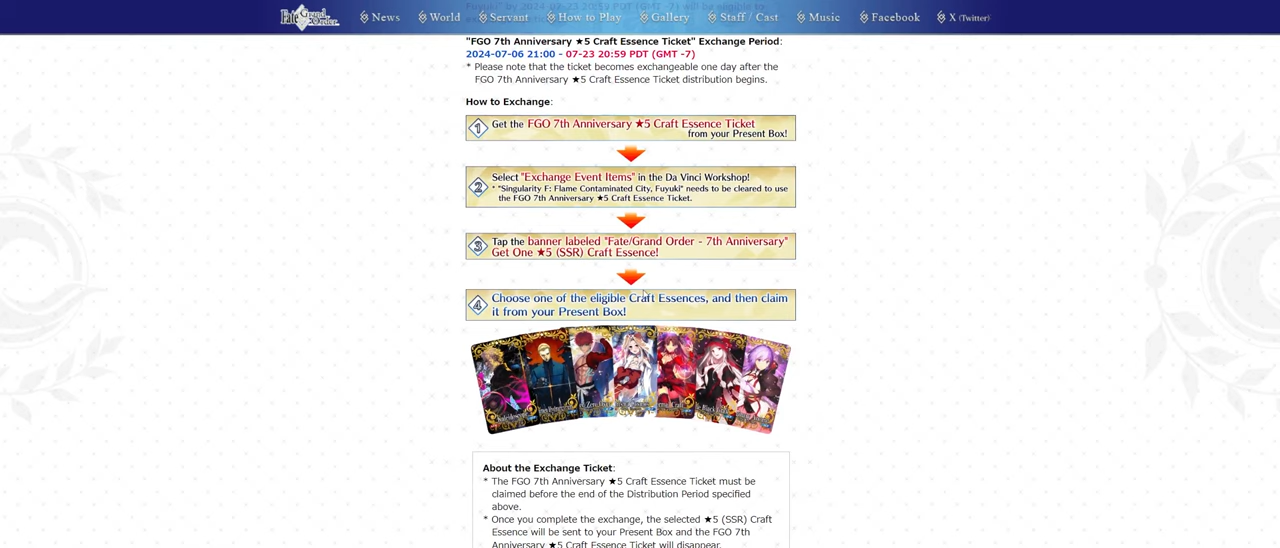 Fate/Grand Order
News
World
Servant
How to Play
Gallery
Staff / Cast
Music
Facebook
X (Twitter)
"FGO 7th Anniversary ★5 Craft Essence Ticket" Exchange Period:
2024-07-06 21:00 - 07-23 20:59 PDT (GMT -7)
* Please note that the ticket becomes exchangeable one day after the
FGO 7th Anniversary ★5 Craft Essence Ticket distribution begins.
How to Exchange:
1 Get the FGO 7th Anniversary ★5 Craft Essence Ticket
from your Present Box!
2 Select "Exchange Event Items" in the Da Vinci Workshop!
* "Singularity F: Flame Contaminated City, Fuyuki" needs to be cleared to use
the FGO 7th Anniversary ★5 Craft Essence Ticket.
3 Tap the banner labeled "Fate/Grand Order - 7th Anniversary"
Get One ★5 (SSR) Craft Essence!
4 Choose one of the eligible Craft Essences, and then claim
it from your Present Box!
About the Exchange Ticket:
* The FGO 7th Anniversary ★5 Craft Essence Ticket must be
claimed before the end of the Distribution Period specified
above.
* Once you complete the exchange, the selected ★5 (SSR) Craft
Essence will be sent to your Present Box and the FGO 7th
Anniversary ★5 Craft Essence Ticket will disappear.